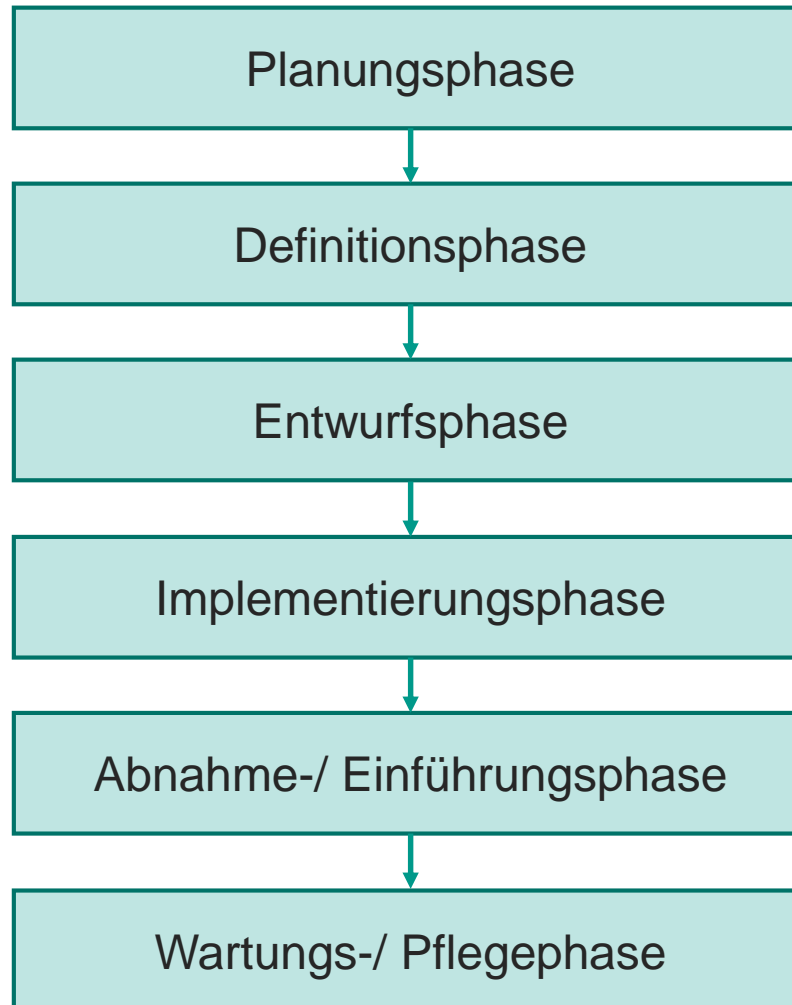 Planungsphase
Definitionsphase
Entwurfsphase
Implementierungsphase
Abnahme-/ Einführungsphase
Wartungs-/ Pflegephase